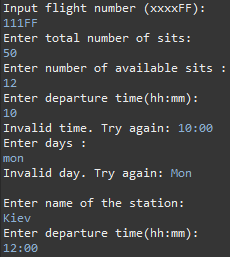 Input flight number (xxxxFF):
111FF
Enter total number of sits:
50
Enter number of available sits :
12
Enter departure time(hh:mm):
10
Invalid time. Try again: 10:00
Enter days :
mon
Invalid day. Try again: Mon
Enter name of the station:
Kiev
Enter departure time(hh:mm):
12:00